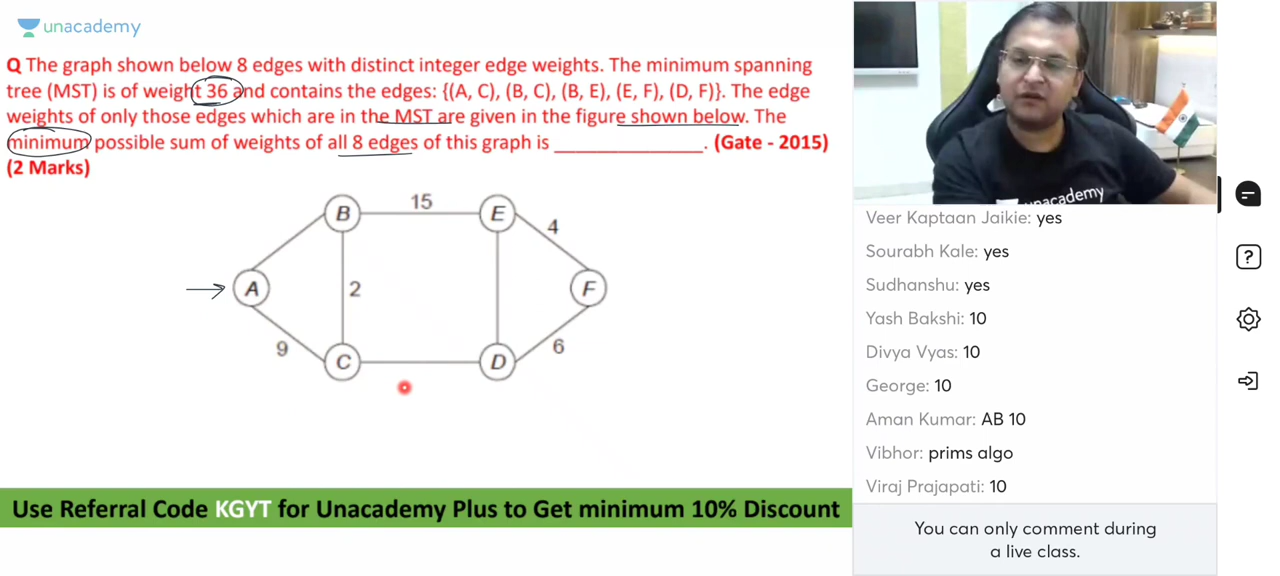 unacademy
Q The graph shown below 8 edges with distinct integer edge weights. The minimum spanning
tree (MST) is of weight 36 and contains the edges: {(A, C), (B, C), (B, E), (E, F), (D, F)}. The edge
weights of only those edges which are in the MST are given in the figure shown below. The
minimum possible sum of weights of all 8 edges of this graph is _______________. (Gate - 2015)
(2 Marks)
B 15 E
4
A 2 F
9 6
C D
Use Referral Code KGYT for Unacademy Plus to Get minimum 10% Discount
unacademy
Veer Kaptaan Jaikie: yes
Sourabh Kale: yes
Sudhanshu: yes
Yash Bakshi: 10
Divya Vyas: 10
George: 10
Aman Kumar: AB 10
Vibhor: prims algo
Viraj Prajapati: 10
You can only comment during
a live class.
?